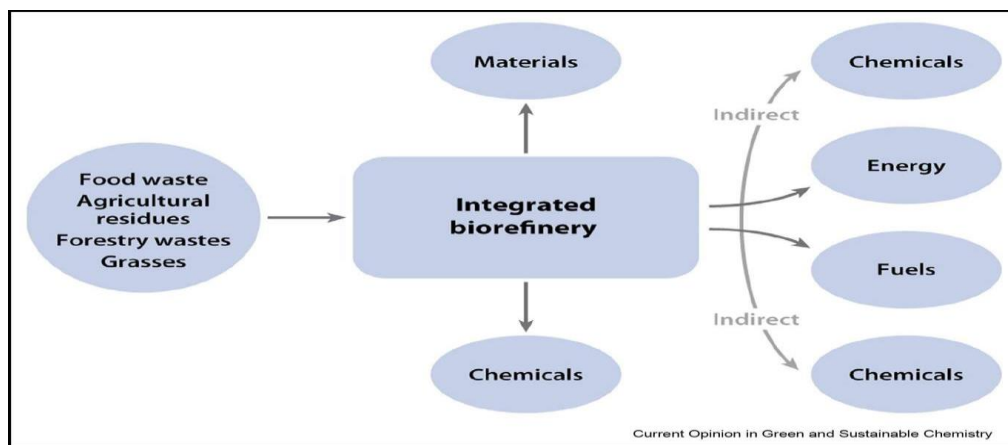 Materials
Chemicals
Indirect
Food waste
Agricultural
residues
Forestry wastes
Grasses
Integrated
biorefinery
Energy
Fuels
Indirect
Chemicals
Chemicals
Current Opinion in Green and Sustainable Chemistry